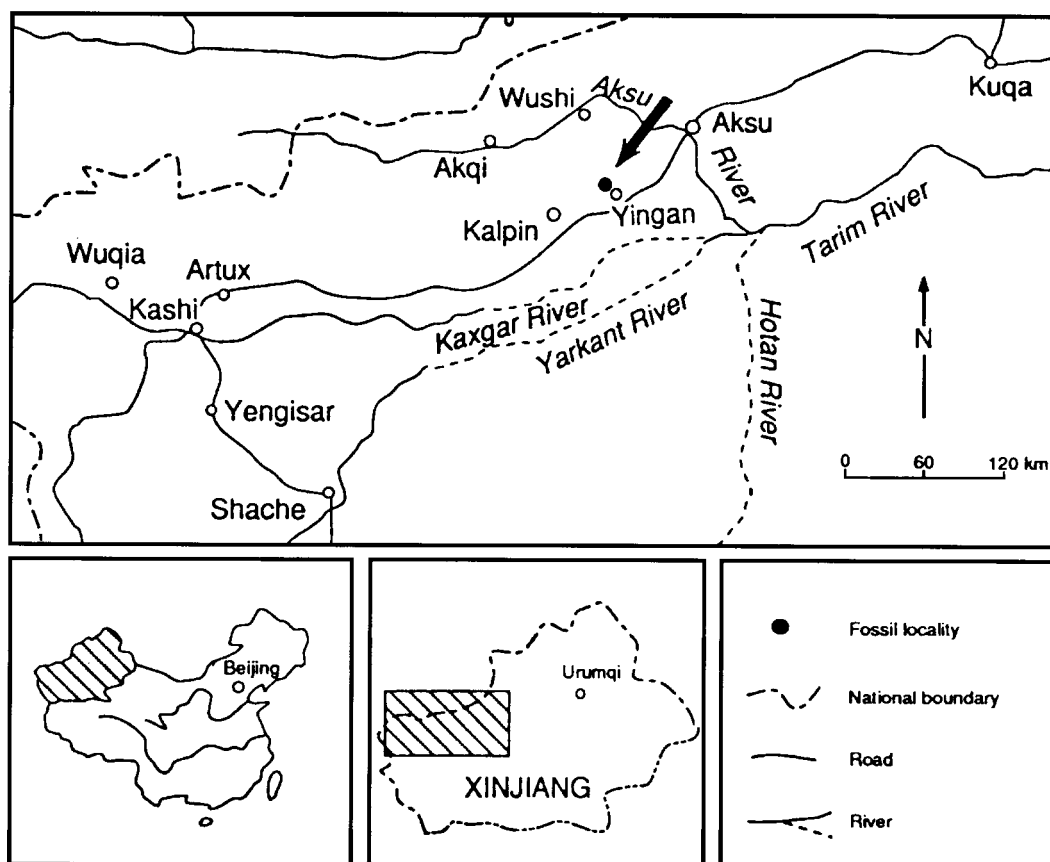 Kuqa
Wushi
Aksu
Aksu
Akqi
River
Yingan
Kalpin
Tarim River
Wuqia
Artux
Kashi
Kaxgar River
Yarkant River
Hotan River
N
Yengisar
0 60 120 km
Shache
Beijing
Urumqi
XINJIANG
Fossil locality
National boundary
Road
River